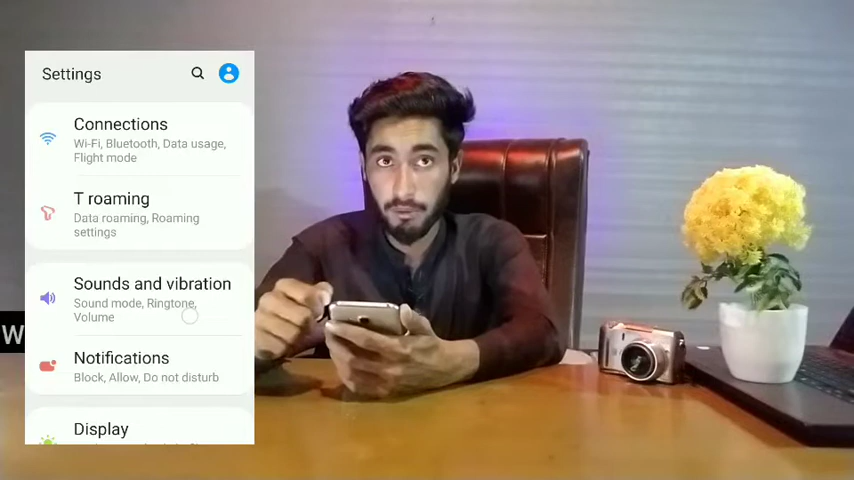 Settings
Connections
Wi-Fi, Bluetooth, Data usage,
Flight mode
T roaming
Data roaming, Roaming
settings
Sounds and vibration
Sound mode, Ringtone,
Volume
W
Notifications
Block, Allow, Do not disturb
Display